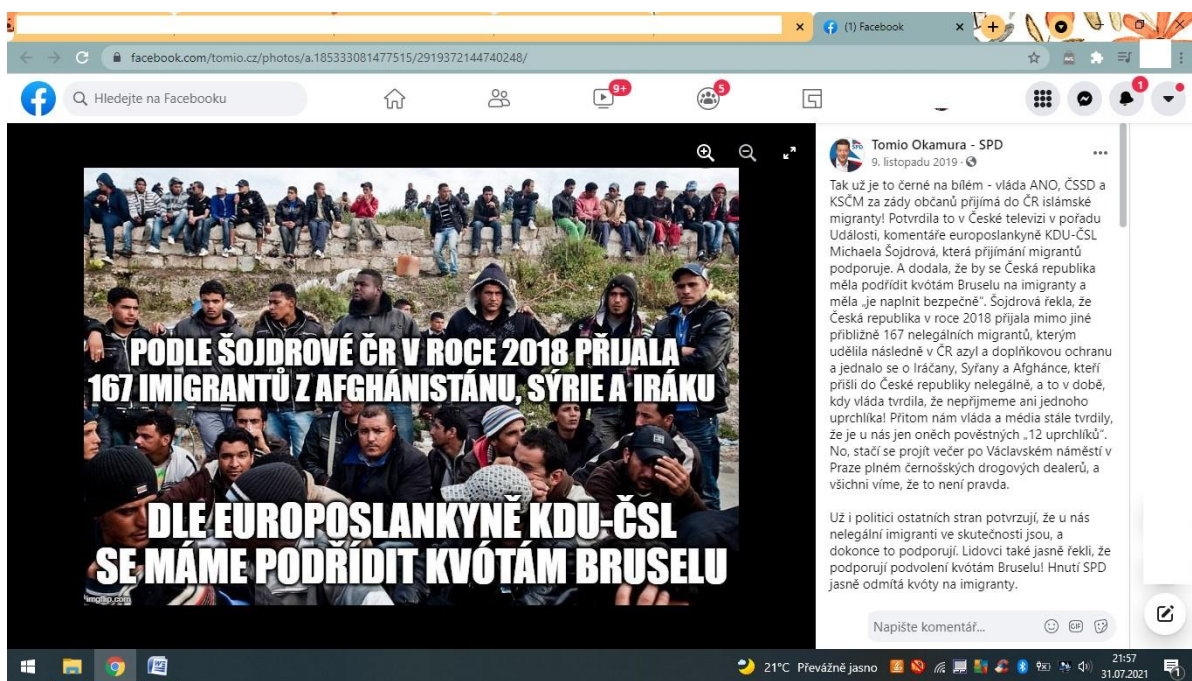 (1) Facebook
facebook.com/tomio.cz/photos/a.185333081477515/2919372144740248/
Hledejte na Facebooku
9+
5
1
Tomio Okamura - SPD
9. listopadu 2019
Tak už je to černé na bílém - vláda ANO, ČSSD a
KSČM za zády občanů přijímá do ČR islámské
migranty! Potvrdila to v České televizi v pořadu
Události, komentáře europoslankyně KDU-ČSL
Michaela Šojdrová, která přijímání migrantů
podporuje. A dodala, že by se Česká republika
měla podřídit kvótám Bruselu na imigranty a
měla „je naplnit bezpečně“. Šojdrová řekla, že
Česká republika v roce 2018 přijala mimo jiné
přibližně 167 nelegálních migrantů, kterým
udělila následně v ČR azyl a doplňkovou ochranu
a jednalo se o Iráčany, Syřany a Afghánce, kteří
přišli do České republiky nelegálně, a to v době,
kdy vláda tvrdila, že nepřijmeme ani jednoho
uprchlíka! Přitom nám vláda a média stále tvrdily,
že je u nás jen oněch pověstných „12 uprchlíků“.
No, stačí se projít večer po Václavském náměstí v
Praze plném černošských drogových dealerů, a
všichni víme, že to není pravda.
Už i politici ostatních stran potvrzují, že u nás
nelegální imigranti ve skutečnosti jsou, a
dokonce to podporují. Lidovci také jasně řekli, že
podporují podvolení kvótám Bruselu! Hnutí SPD
jasně odmítá kvóty na imigranty.
Napište komentář...
GIF
PODLE ŠOJDROVÉ ČR V ROCE 2018 PŘIJALA
167 IMIGRANTŮ Z AFGHÁNISTÁNU, SÝRIE A IRÁKU
DLE EUROPOSLANKYNĚ KDU-ČSL
SE MÁME PODŘÍDIT KVÓTÁM BRUSELU
imgflip.com
21°C Převážně jasno
21:57
31.07.2021
1